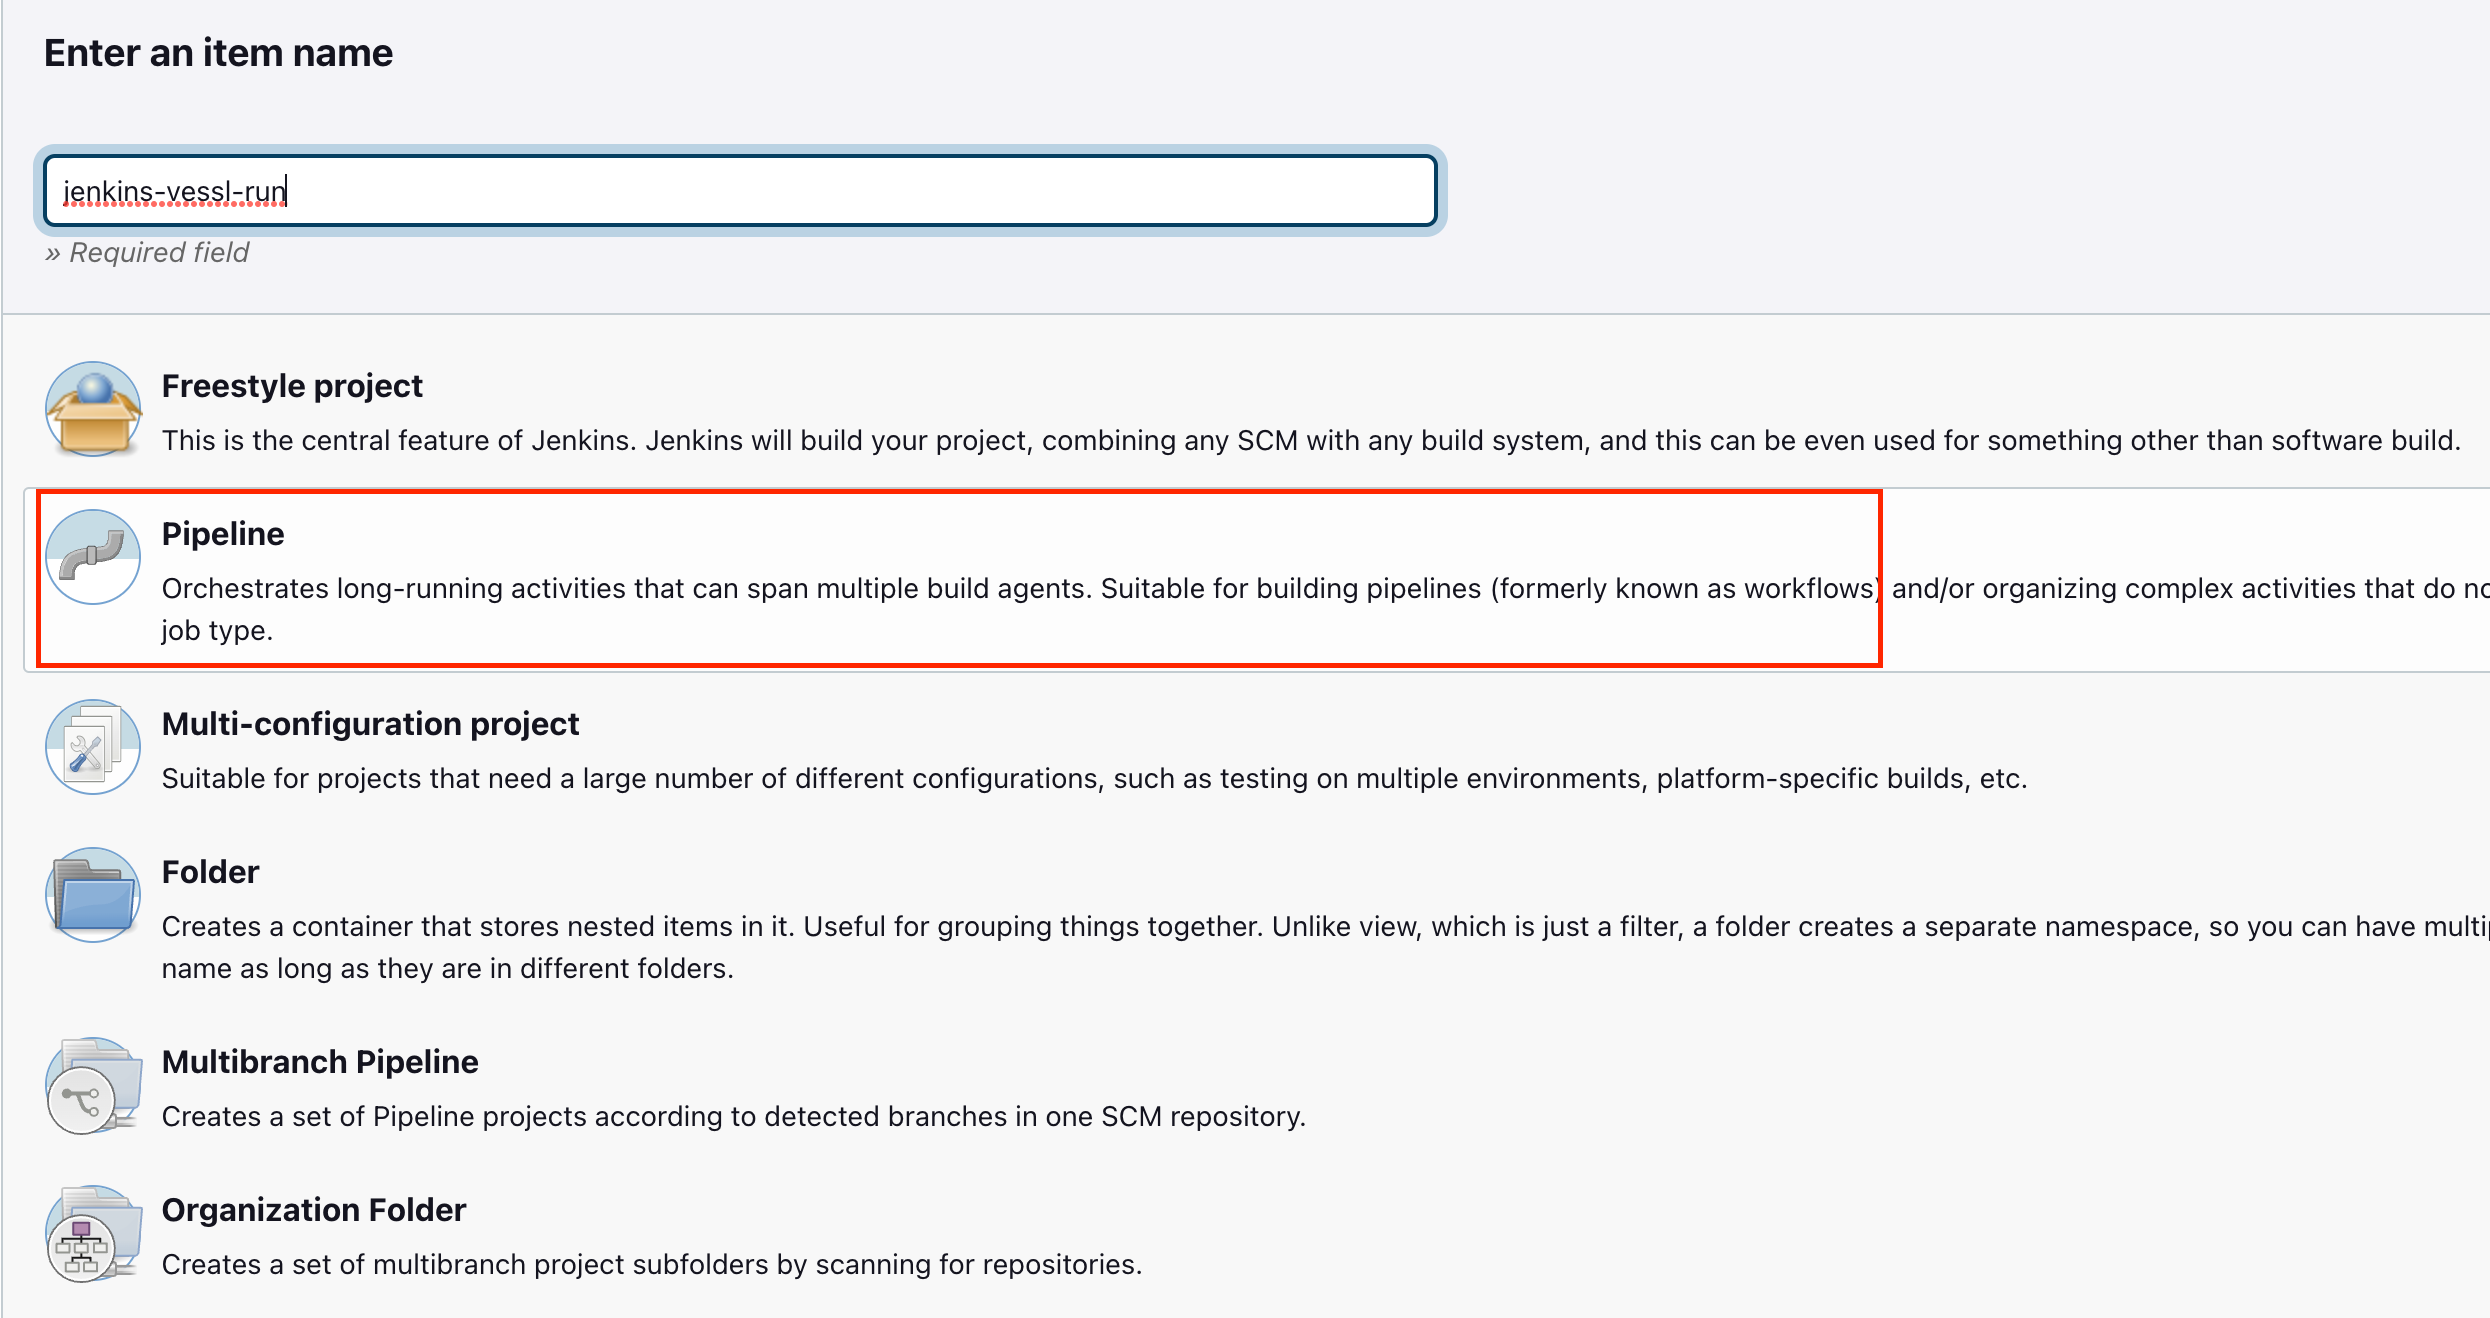 Enter an item name
jenkins-vessl-run
» Required field
Freestyle project
This is the central feature of Jenkins. Jenkins will build your project, combining any SCM with any build system, and this can be even used for something other than software build.
Pipeline
Orchestrates long-running activities that can span multiple build agents. Suitable for building pipelines (formerly known as workflows) and/or organizing complex activities that do
job type.
Multi-configuration project
Suitable for projects that need a large number of different configurations, such as testing on multiple environments, platform-specific builds, etc.
Folder
Creates a container that stores nested items in it. Useful for grouping things together. Unlike view, which is just a filter, a folder creates a separate namespace, so you can have
name as long as they are in different folders.
Multibranch Pipeline
Creates a set of Pipeline projects according to detected branches in one SCM repository.
Organization Folder
Creates a set of multibranch project subfolders by scanning for repositories.